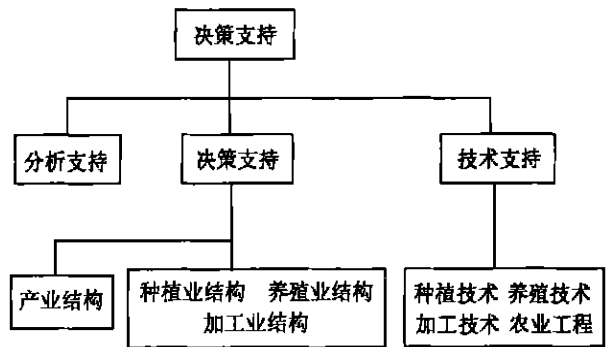 决策支持
分析支持
决策支持
技术支持
产业结构
种植业结构 养殖业结构
加工业结构
种植技术 养殖技术
加工技术 农业工程